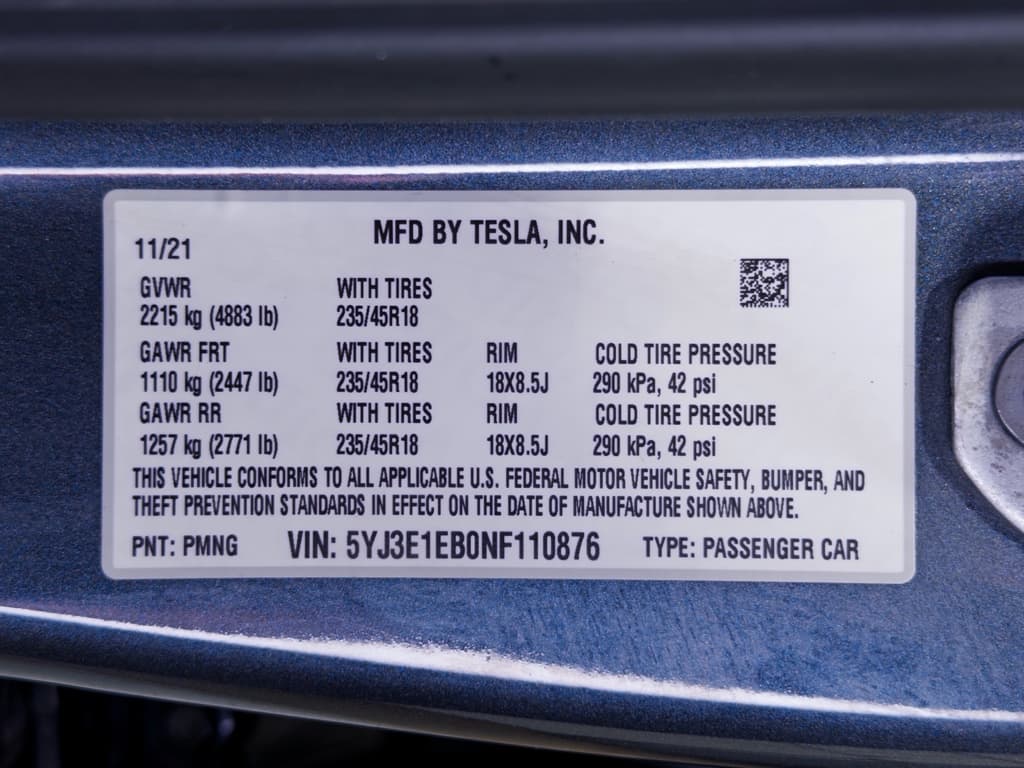 MFD BY TESLA, INC.
11/21
GVWR WITH TIRES
2215 kg (4883 lb) 235/45R18
GAWR FRT WITH TIRES RIM COLD TIRE PRESSURE
1110 kg (2447 lb) 235/45R18 18X8.5J 290 kPa, 42 psi
GAWR RR WITH TIRES RIM COLD TIRE PRESSURE
1257 kg (2771 lb) 235/45R18 18X8.5J 290 kPa, 42 psi
THIS VEHICLE CONFORMS TO ALL APPLICABLE U.S. FEDERAL MOTOR VEHICLE SAFETY, BUMPER, AND
THEFT PREVENTION STANDARDS IN EFFECT ON THE DATE OF MANUFACTURE SHOWN ABOVE.
PNT: PMNG VIN: 5YJ3E1EB0NF110876 TYPE: PASSENGER CAR